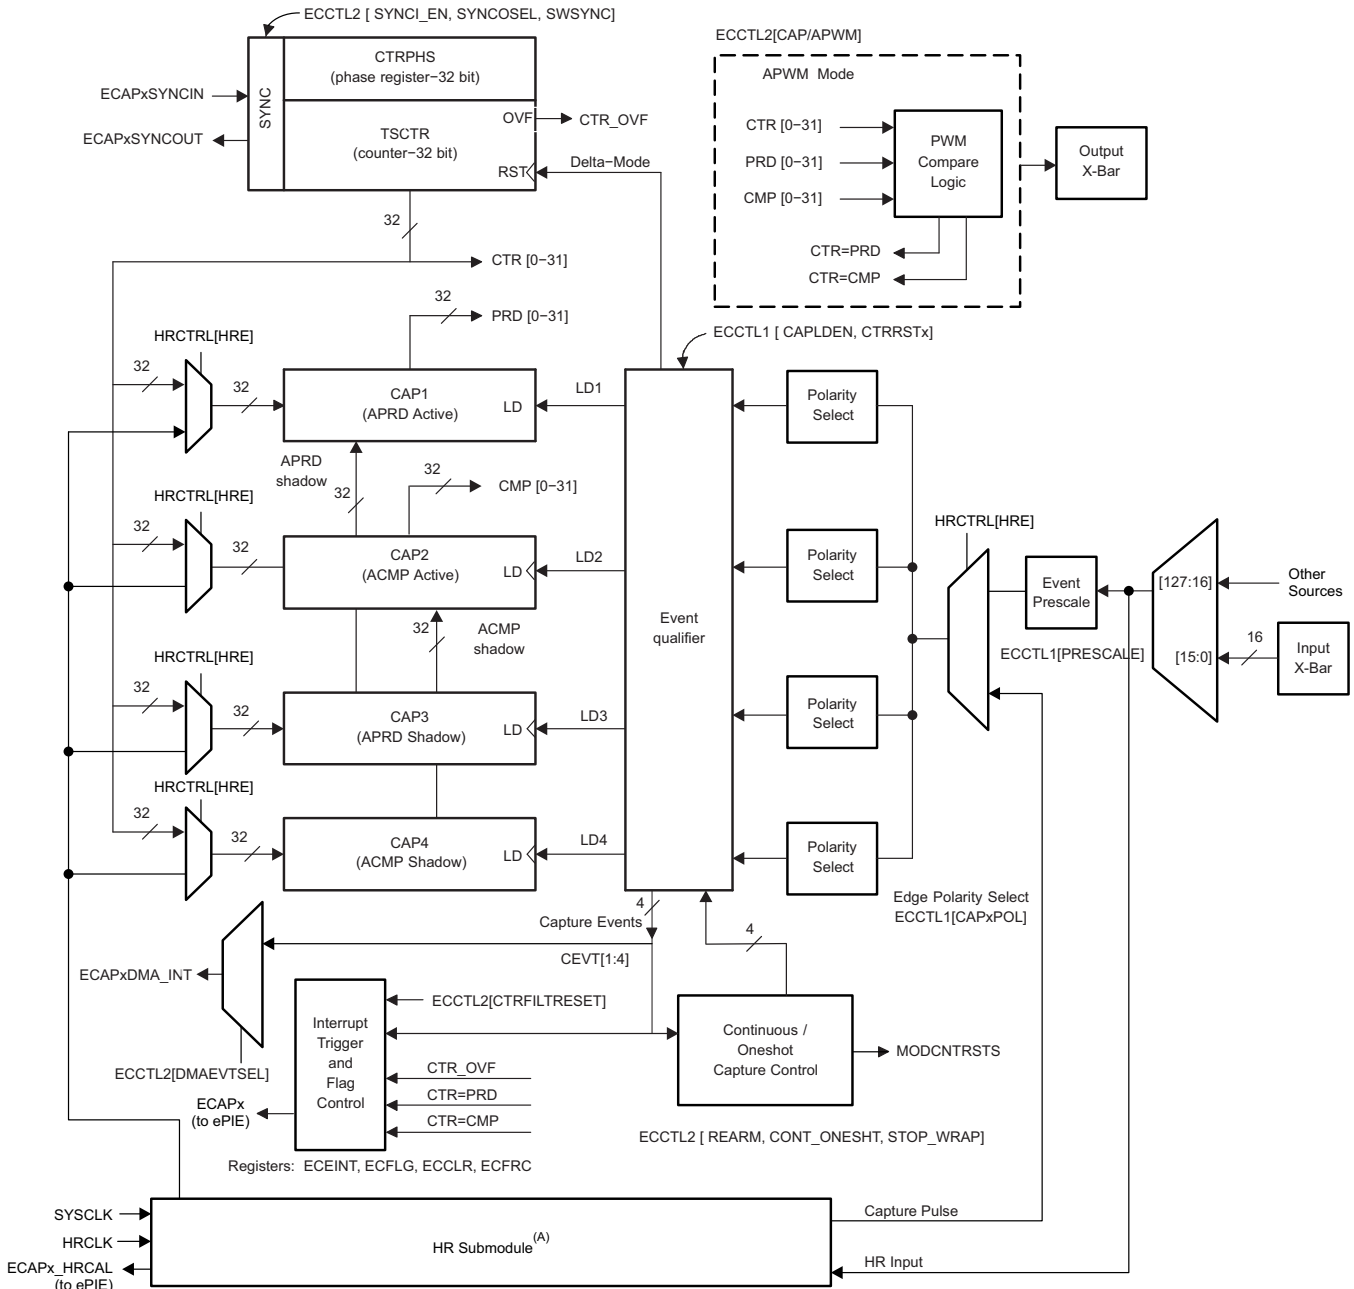 ECCTL2 [ SYNCI_EN, SYNCOSEL, SWSYNC]
SYNC
CTRPHS
(phase register−32 bit)
ECAPxSYNCIN
ECAPxSYNCOUT
TSCTR
(counter−32 bit)
OVF
RST
CTR_OVF
Delta−Mode
32
CTR [0−31]
32
PRD [0−31]
ECCTL2[CAP/APWM]
APWM Mode
CTR [0−31]
PRD [0−31]
CMP [0−31]
PWM
Compare
Logic
CTR=PRD
CTR=CMP
Output
X-Bar
ECCTL1 [ CAPLDEN, CTRRSTx]
HRCTRL[HRE]
32
32
CAP1
(APRD Active)
LD
LD1
Polarity
Select
APRD
shadow
32
32
CMP [0−31]
HRCTRL[HRE]
32
32
CAP2
(ACMP Active)
LD
LD2
Polarity
Select
32
ACMP
shadow
Event
qualifier
HRCTRL[HRE]
Event
Prescale
ECCTL1[PRESCALE]
[127:16]
[15:0]
Other
Sources
16
Input
X-Bar
HRCTRL[HRE]
32
32
CAP3
(APRD Shadow)
LD
LD3
Polarity
Select
HRCTRL[HRE]
32
32
CAP4
(ACMP Shadow)
LD
LD4
Polarity
Select
Edge Polarity Select
ECCTL1[CAPxPOL]
4
Capture Events
CEVT[1:4]
4
ECAPxDMA_INT
ECCTL2[DMAEVTSEL]
Interrupt
Trigger
and
Flag
Control
ECCTL2[CTRFILTRESET]
CTR_OVF
CTR=PRD
CTR=CMP
ECAPx
(to ePIE)
Continuous /
Oneshot
Capture Control
MODCNTRSTS
ECCTL2 [ REARM, CONT_ONESHT, STOP_WRAP]
Registers: ECEINT, ECFLG, ECCLR, ECFRC
SYSCLK
HRCLK
ECAPx_HRCAL
(to ePIE)
HR Submodule(A)
Capture Pulse
HR Input